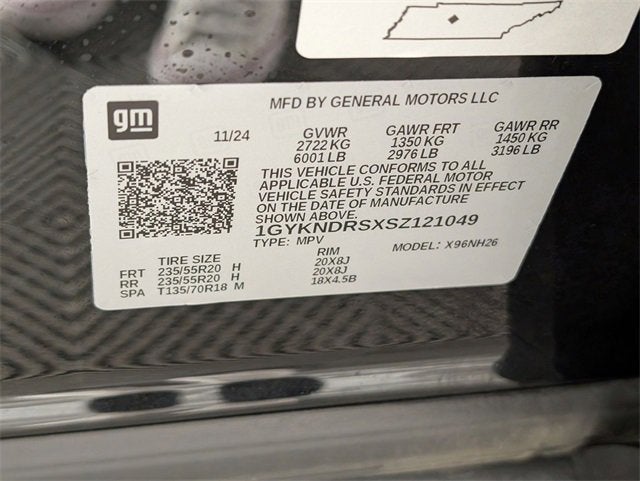 gm
MFD BY GENERAL MOTORS LLC
11/24 GVWR GAWR FRT GAWR RR
2722 KG 1350 KG 1450 KG
6001 LB 2976 LB 3196 LB
THIS VEHICLE CONFORMS TO ALL
APPLICABLE U.S. FEDERAL MOTOR
VEHICLE SAFETY STANDARDS IN EFFECT
ON THE DATE OF MANUFACTURE
SHOWN ABOVE.
1GYKNDRSXSZ121049
TYPE: MPV MODEL: X96NH26
TIRE SIZE RIM
FRT 235/55R20 H 20X8J
RR 235/55R20 H 20X8J
SPA T135/70R18 M 18X4.5B